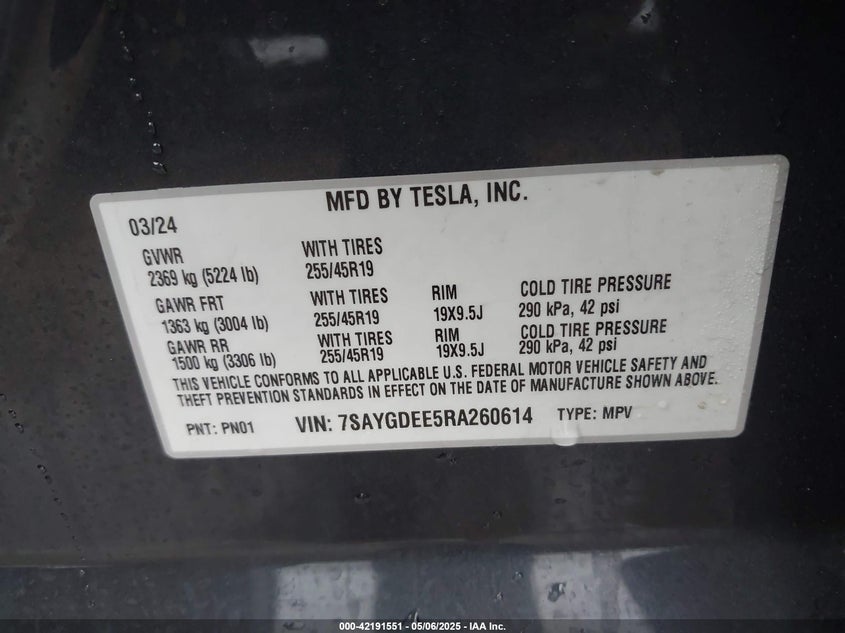 MFD BY TESLA, INC.
03/24
GVWR WITH TIRES
2369 kg (5224 lb) 255/45R19
GAWR FRT WITH TIRES RIM COLD TIRE PRESSURE
1363 kg (3004 lb) 255/45R19 19X9.5J 290 kPa, 42 psi
GAWR RR WITH TIRES RIM COLD TIRE PRESSURE
1500 kg (3306 lb) 255/45R19 19X9.5J 290 kPa, 42 psi
THIS VEHICLE CONFORMS TO ALL APPLICABLE U.S. FEDERAL MOTOR VEHICLE SAFETY AND
THEFT PREVENTION STANDARDS IN EFFECT ON THE DATE OF MANUFACTURE SHOWN ABOVE.
PNT: PN01 VIN: 7SAYGDEE5RA260614 TYPE: MPV
000-42191551 | 05/06/2025 - IAA Inc.